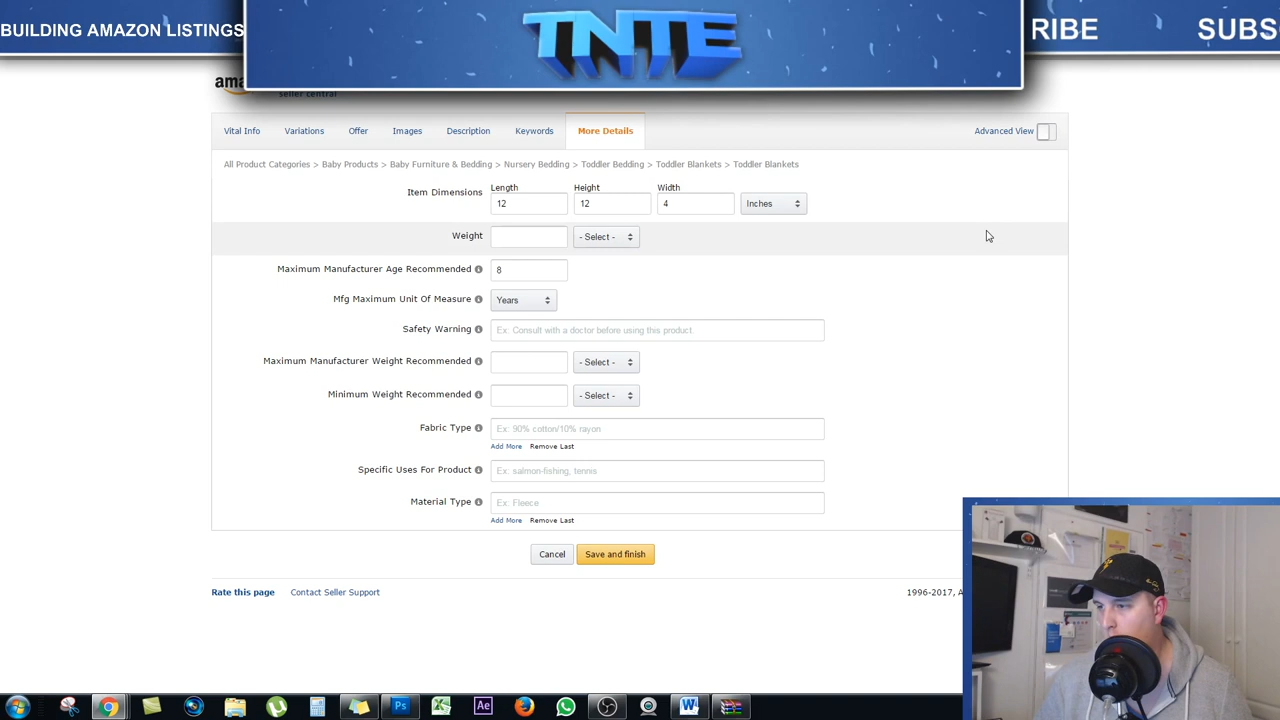 BUILDING AMAZON LISTINGS
TNTE
RIBE
SUBS
seller central
Vital Info
Variations
Offer
Images
Description
Keywords
More Details
Advanced View
All Product Categories > Baby Products > Baby Furniture & Bedding > Nursery Bedding > Toddler Bedding > Toddler Blankets > Toddler Blankets
Item Dimensions
Length
Height
Width
12
12
4
Inches
Weight
- Select -
Maximum Manufacturer Age Recommended
8
Mfg Maximum Unit Of Measure
Years
Safety Warning
Ex: Consult with a doctor before using this product.
Maximum Manufacturer Weight Recommended
- Select -
Minimum Weight Recommended
- Select -
Fabric Type
Ex: 90% cotton/10% rayon
Add More
Remove Last
Specific Uses For Product
Ex: salmon-fishing, tennis
Material Type
Ex: Fleece
Add More
Remove Last
Cancel
Save and finish
Rate this page
Contact Seller Support
1996-2017, A